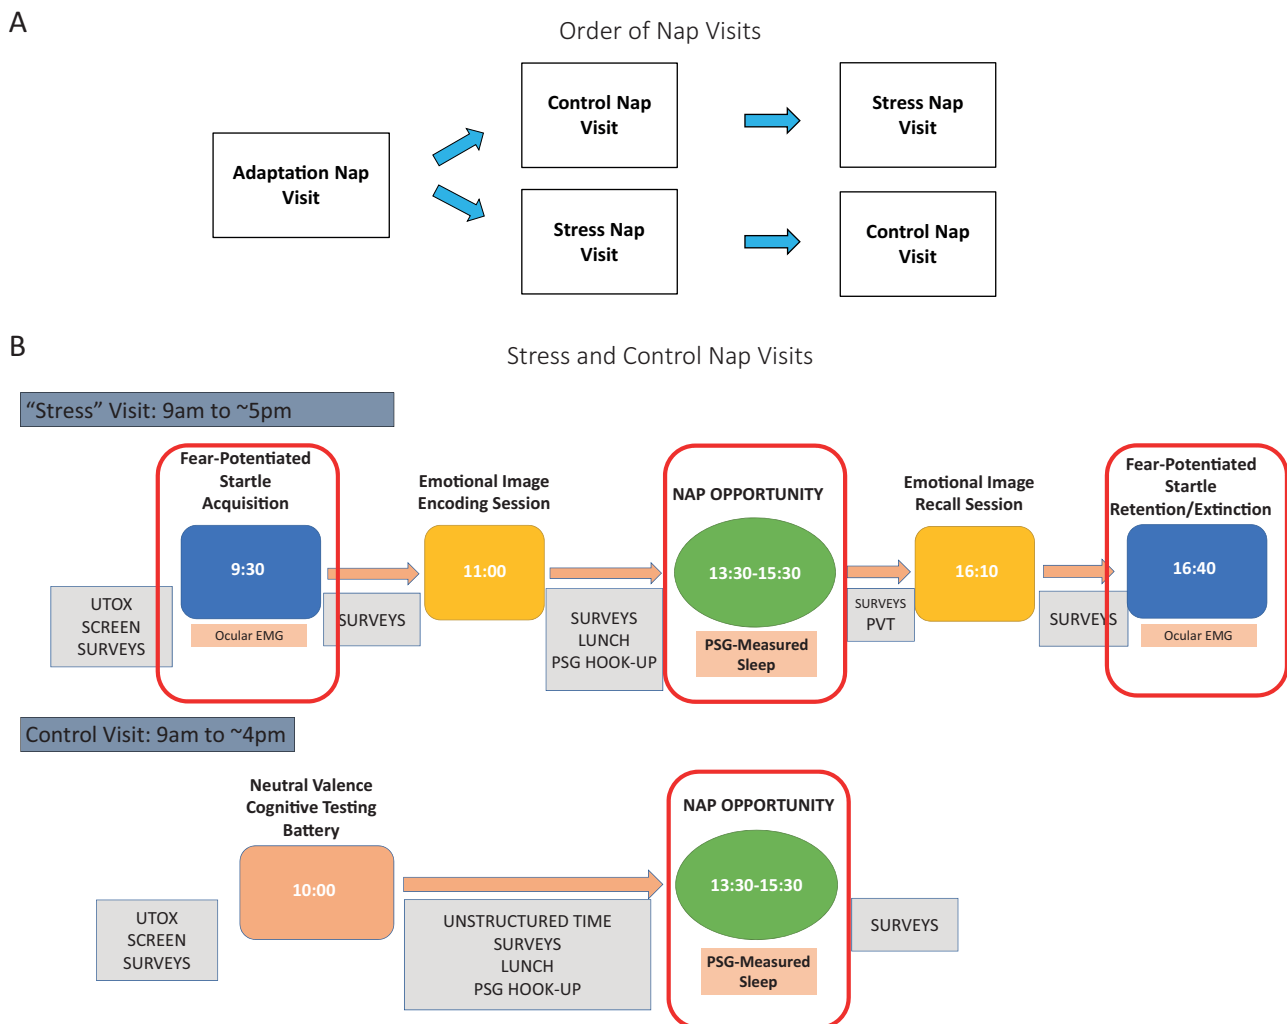 A
Order of Nap Visits
Adaptation Nap
Visit
Control Nap
Visit
Stress Nap
Visit
Stress Nap
Visit
Control Nap
Visit
B
Stress and Control Nap Visits
“Stress” Visit: 9am to ~5pm
UTOX
SCREEN
SURVEYS
Fear-Potentiated
Startle
Acquisition
9:30
Ocular EMG
SURVEYS
Emotional Image
Encoding Session
11:00
SURVEYS
LUNCH
PSG HOOK-UP
NAP OPPORTUNITY
13:30-15:30
PSG-Measured
Sleep
SURVEYS
PVT
Emotional Image
Recall Session
16:10
SURVEYS
Fear-Potentiated
Startle
Retention/Extinction
16:40
Ocular EMG
Control Visit: 9am to ~4pm
UTOX
SCREEN
SURVEYS
Neutral Valence
Cognitive Testing
Battery
10:00
UNSTRUCTURED TIME
SURVEYS
LUNCH
PSG HOOK-UP
NAP OPPORTUNITY
13:30-15:30
PSG-Measured
Sleep
SURVEYS